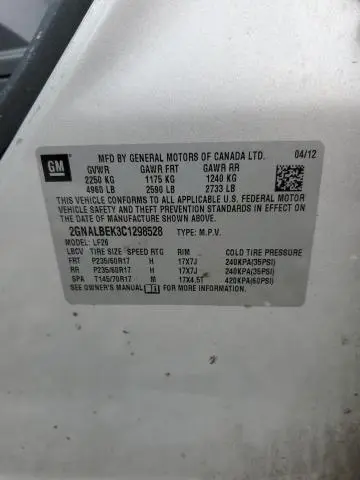 GM
MFD BY GENERAL MOTORS OF CANADA LTD. 04/12
GVWR GAWR FRT GAWR RR
2250 KG 1175 KG 1240 KG
4960 LB 2590 LB 2733 LB
THIS VEHICLE CONFORMS TO ALL APPLICABLE U.S. FEDERAL MOTOR
VEHICLE SAFETY AND THEFT PREVENTION STANDARDS IN EFFECT ON
THE DATE OF MANUFACTURE SHOWN ABOVE.
2GNALBEK3C1298528 TYPE: M.P.V.
MODEL: LF26
LBCV TIRE SIZE SPEED RTG RIM COLD TIRE PRESSURE
FRT P235/60R17 H 17X7J 240KPA(35PSI)
RR P235/60R17 H 17X7J 240KPA(35PSI)
SPA T145/70R17 M 17X4.5T 420KPA(60PSI)
SEE OWNER'S MANUAL